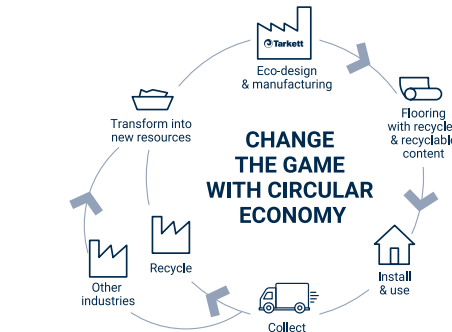 Tarkett
Eco-design
& manufacturing
Flooring
with recycle
& recyclabl
content
Transform into
new resources
CHANGE
THE GAME
WITH CIRCULAR
ECONOMY
Install
& use
Recycle
Other
industries
Collect